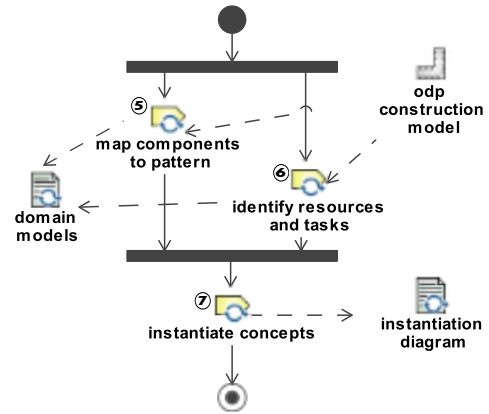 ⑤
map components
to pattern
odp
construction
model
⑥
identify resources
and tasks
domain
models
⑦
instantiate concepts
instantiation
diagram